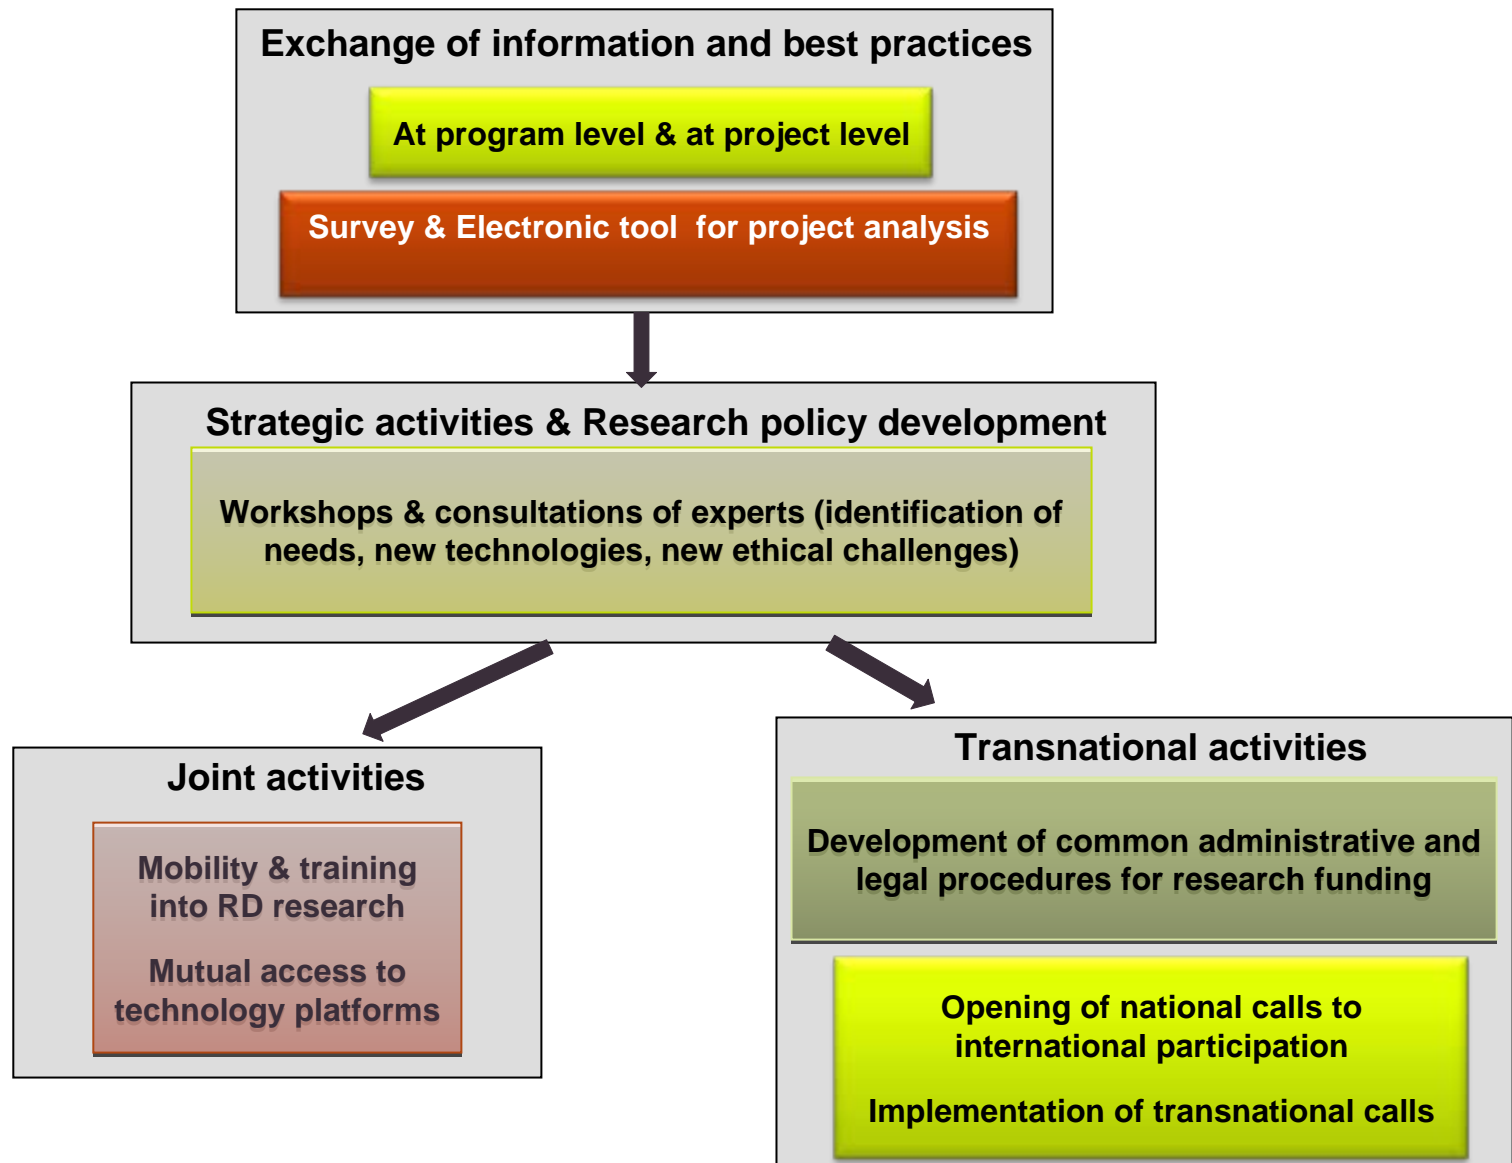 Exchange of information and best practices
At program level & at project level
Survey & Electronic tool for project analysis
Strategic activities & Research policy development
Workshops & consultations of experts (identification of
needs, new technologies, new ethical challenges)
Joint activities
Mobility & training
into RD research
Mutual access to
technology platforms
Transnational activities
Development of common administrative and
legal procedures for research funding
Opening of national calls to
international participation
Implementation of transnational calls